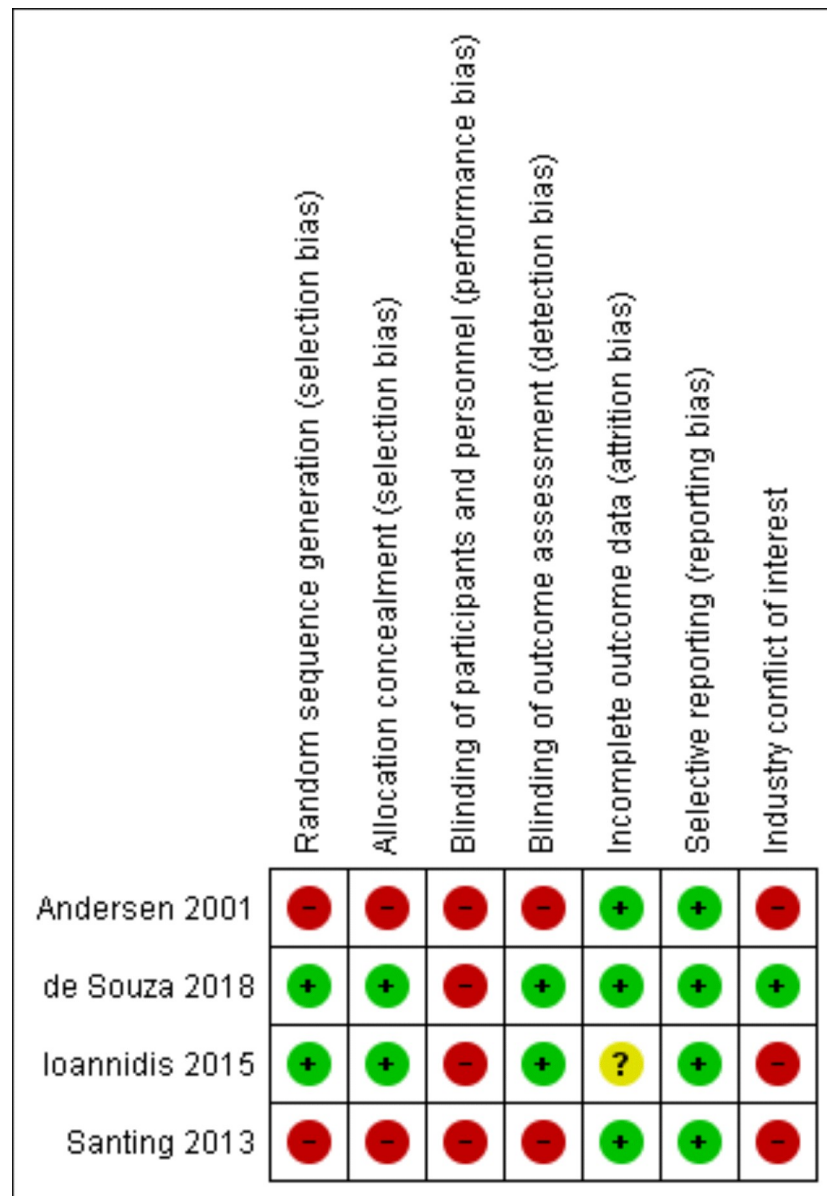 Random sequence generation (selection bias)
Allocation concealment (selection bias)
Blinding of participants and personnel (performance bias)
Blinding of outcome assessment (detection bias)
Incomplete outcome data (attrition bias)
Selective reporting (reporting bias)
Industry conflict of interest
Andersen 2001 - - - - + + -
de Souza 2018 + + - + + + +
Ioannidis 2015 + + - + ? + -
Santing 2013 - - - - + + -